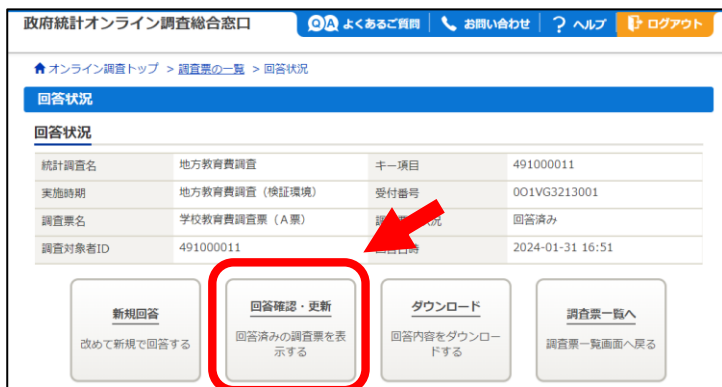 政府統計オンライン調査総合窓口 QA よくあるご質問 お問い合わせ ? ヘルプ ログアウト
オンライン調査トップ > 調査票の一覧 > 回答状況
回答状況
回答状況
統計調査名 地方教育費調査 キー項目 491000011
実施時期 地方教育費調査（検証環境） 受付番号 0O1VG3213001
調査票名 学校教育費調査票（A票） 回答済み
調査対象者ID 491000011 2024-01-31 16:51
新規回答 回答確認・更新 ダウンロード 調査票一覧へ
改めて新規で回答する 回答済みの調査票を表 回答内容をダウンロー 調査票一覧画面へ戻る
示する ドする